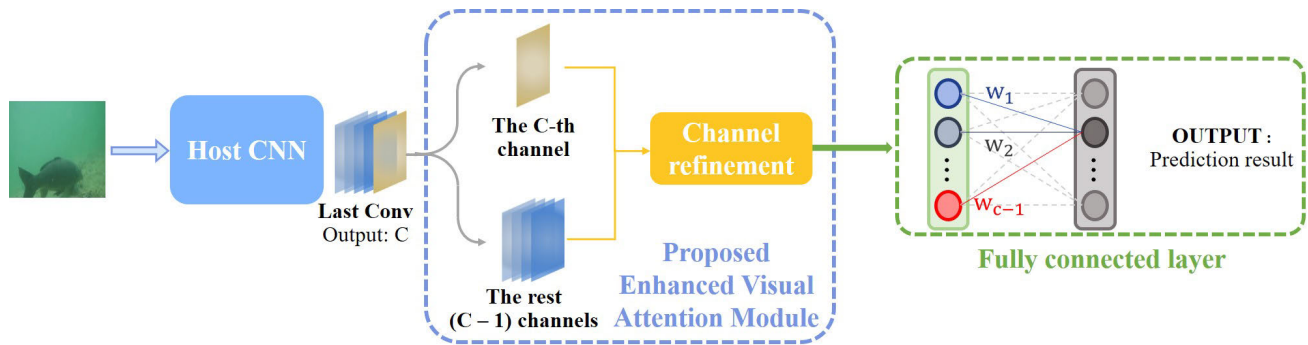 Host CNN
Last Conv
Output: C
The C-th
channel
The rest
(C – 1) channels
Channel
refinement
Proposed
Enhanced Visual
Attention Module
w₁
w₂
w_c−1
OUTPUT :
Prediction result
Fully connected layer